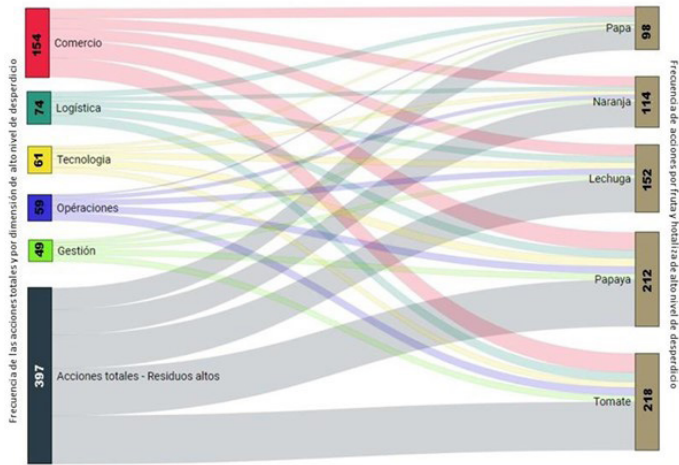 Frecuencia de las acciones totales y por dimensión de alto nivel de desperdicio
154
Comercio
74
Logística
61
Tecnologia
59
Opéraciones
49
Gestión
397
Acciones totales - Residuos altos
Papa
98
Naranja
114
Lechuga
152
Papaya
212
Tomate
218
Frecuencia de acciones por fruta y hotaliza de alto nivel de desperdicio